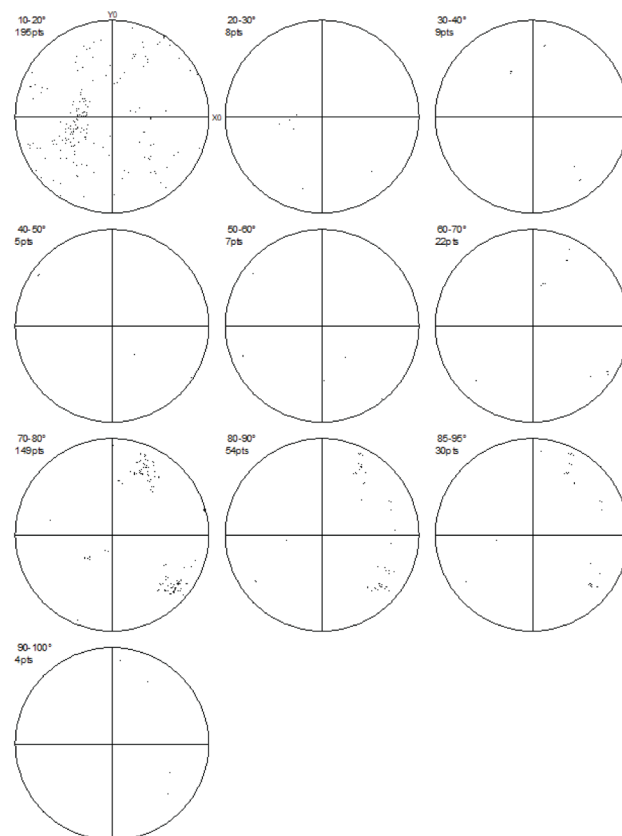 10-20°
195pts
Y0
X0
20-30°
8pts
30-40°
9pts
40-50°
5pts
50-60°
7pts
60-70°
22pts
70-80°
149pts
80-90°
54pts
85-95°
30pts
90-100°
4pts